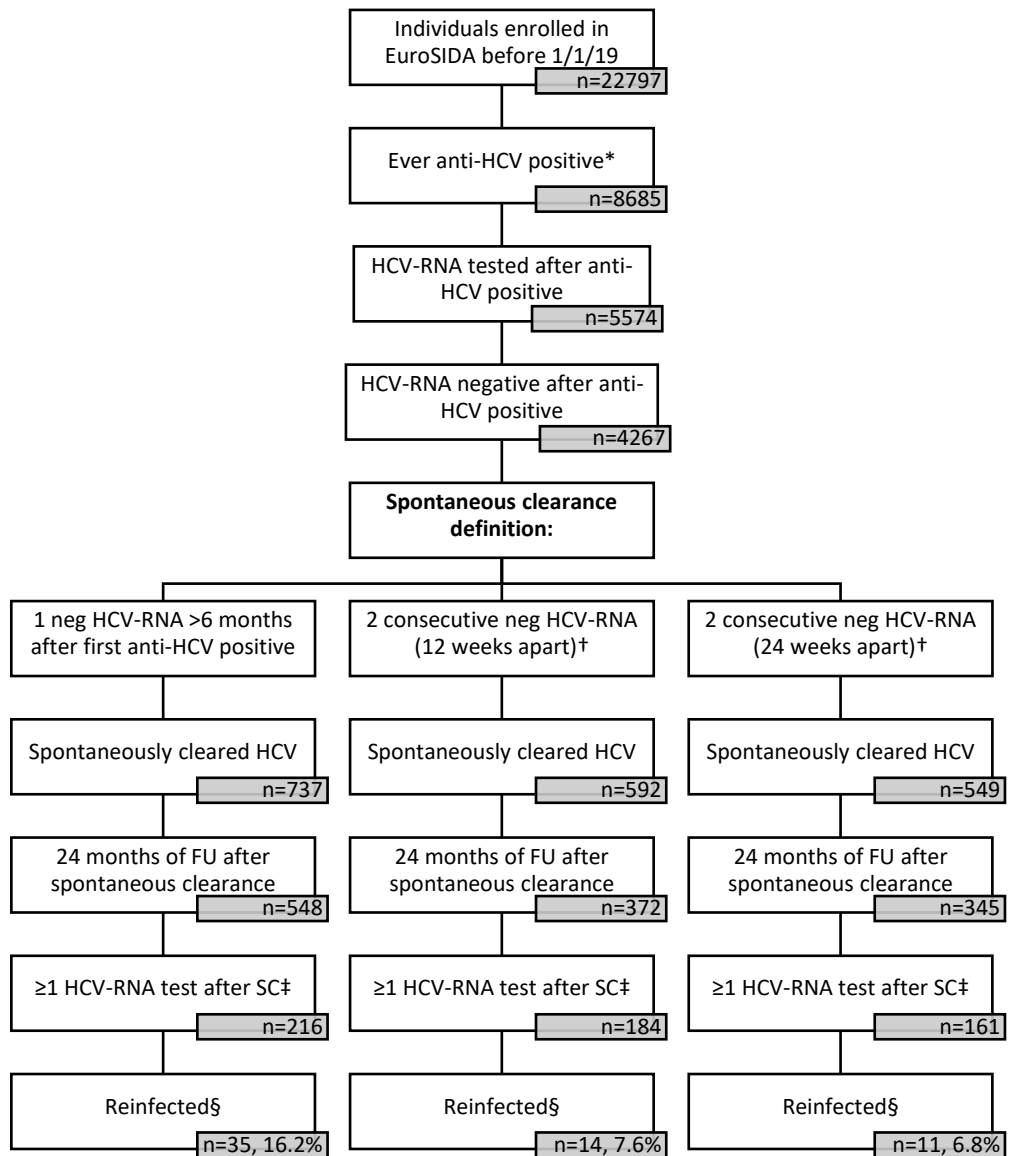 Individuals enrolled in
EuroSIDA before 1/1/19
n=22797
Ever anti-HCV positive*
n=8685
HCV-RNA tested after anti-
HCV positive
n=5574
HCV-RNA negative after anti-
HCV positive
n=4267
Spontaneous clearance
definition:
1 neg HCV-RNA >6 months
after first anti-HCV positive
2 consecutive neg HCV-RNA
(12 weeks apart)†
2 consecutive neg HCV-RNA
(24 weeks apart)†
Spontaneously cleared HCV
n=737
Spontaneously cleared HCV
n=592
Spontaneously cleared HCV
n=549
24 months of FU after
spontaneous clearance
n=548
24 months of FU after
spontaneous clearance
n=372
24 months of FU after
spontaneous clearance
n=345
≥1 HCV-RNA test after SC‡
n=216
≥1 HCV-RNA test after SC‡
n=184
≥1 HCV-RNA test after SC‡
n=161
Reinfected§
n=35, 16.2%
Reinfected§
n=14, 7.6%
Reinfected§
n=11, 6.8%